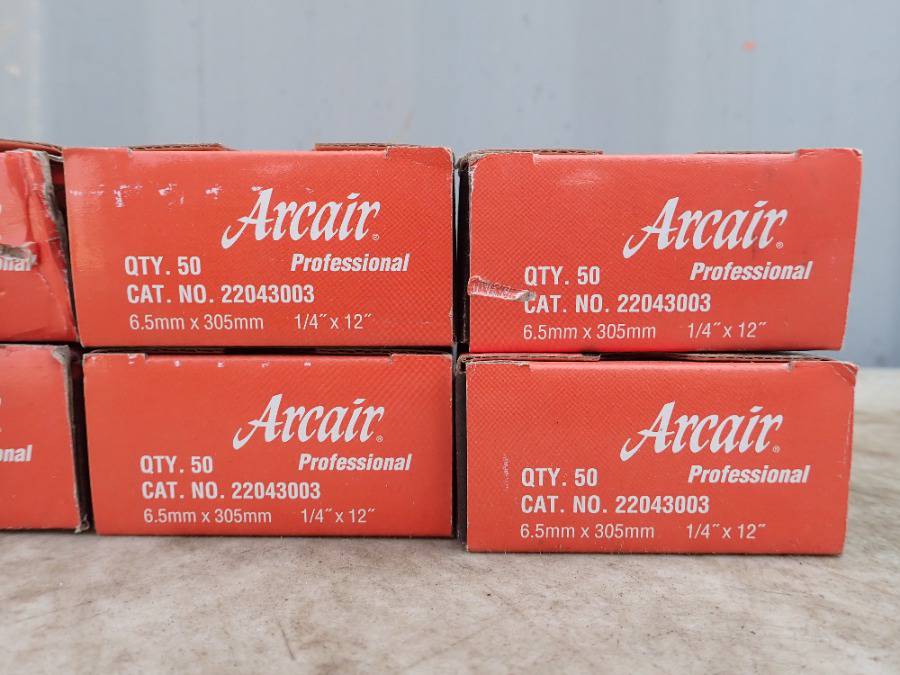 Arcair®
Professional
QTY. 50
CAT. NO. 22043003
6.5mm x 305mm 1/4" x 12"
Arcair®
Professional
QTY. 50
CAT. NO. 22043003
6.5mm x 305mm 1/4" x 12"
nal
Arcair®
Professional
QTY. 50
CAT. NO. 22043003
6.5mm x 305mm 1/4" x 12"
Arcair®
Professional
QTY. 50
CAT. NO. 22043003
6.5mm x 305mm 1/4" x 12"